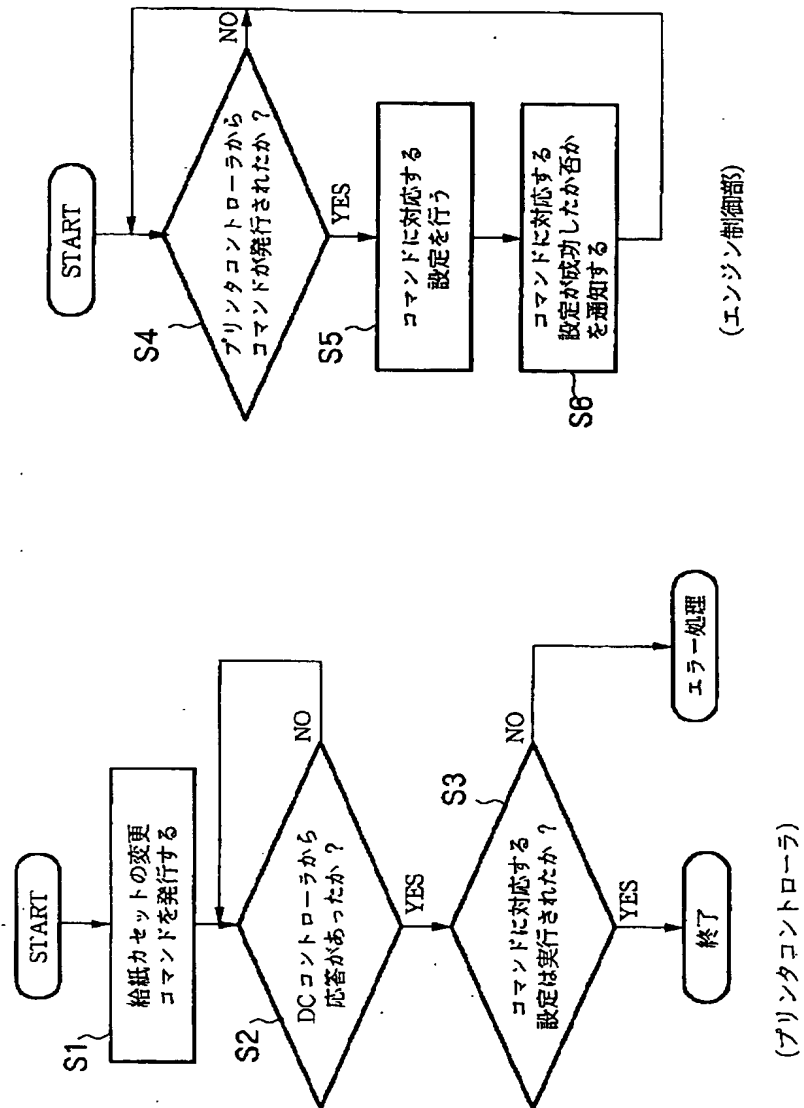 START
S1
給紙カセットの変更
コマンドを発行する
S2
DCコントローラから
応答があったか？
NO
YES
S3
コマンドに対応する
設定は実行されたか？
NO
YES
エラー処理
終了
(プリンタコントローラ)
START
S4
プリンタコントローラから
コマンドが発行されたか？
NO
YES
S5
コマンドに対応する
設定を行う
S6
コマンドに対応する
設定が成功したか否か
を通知する
(エンジン制御部)